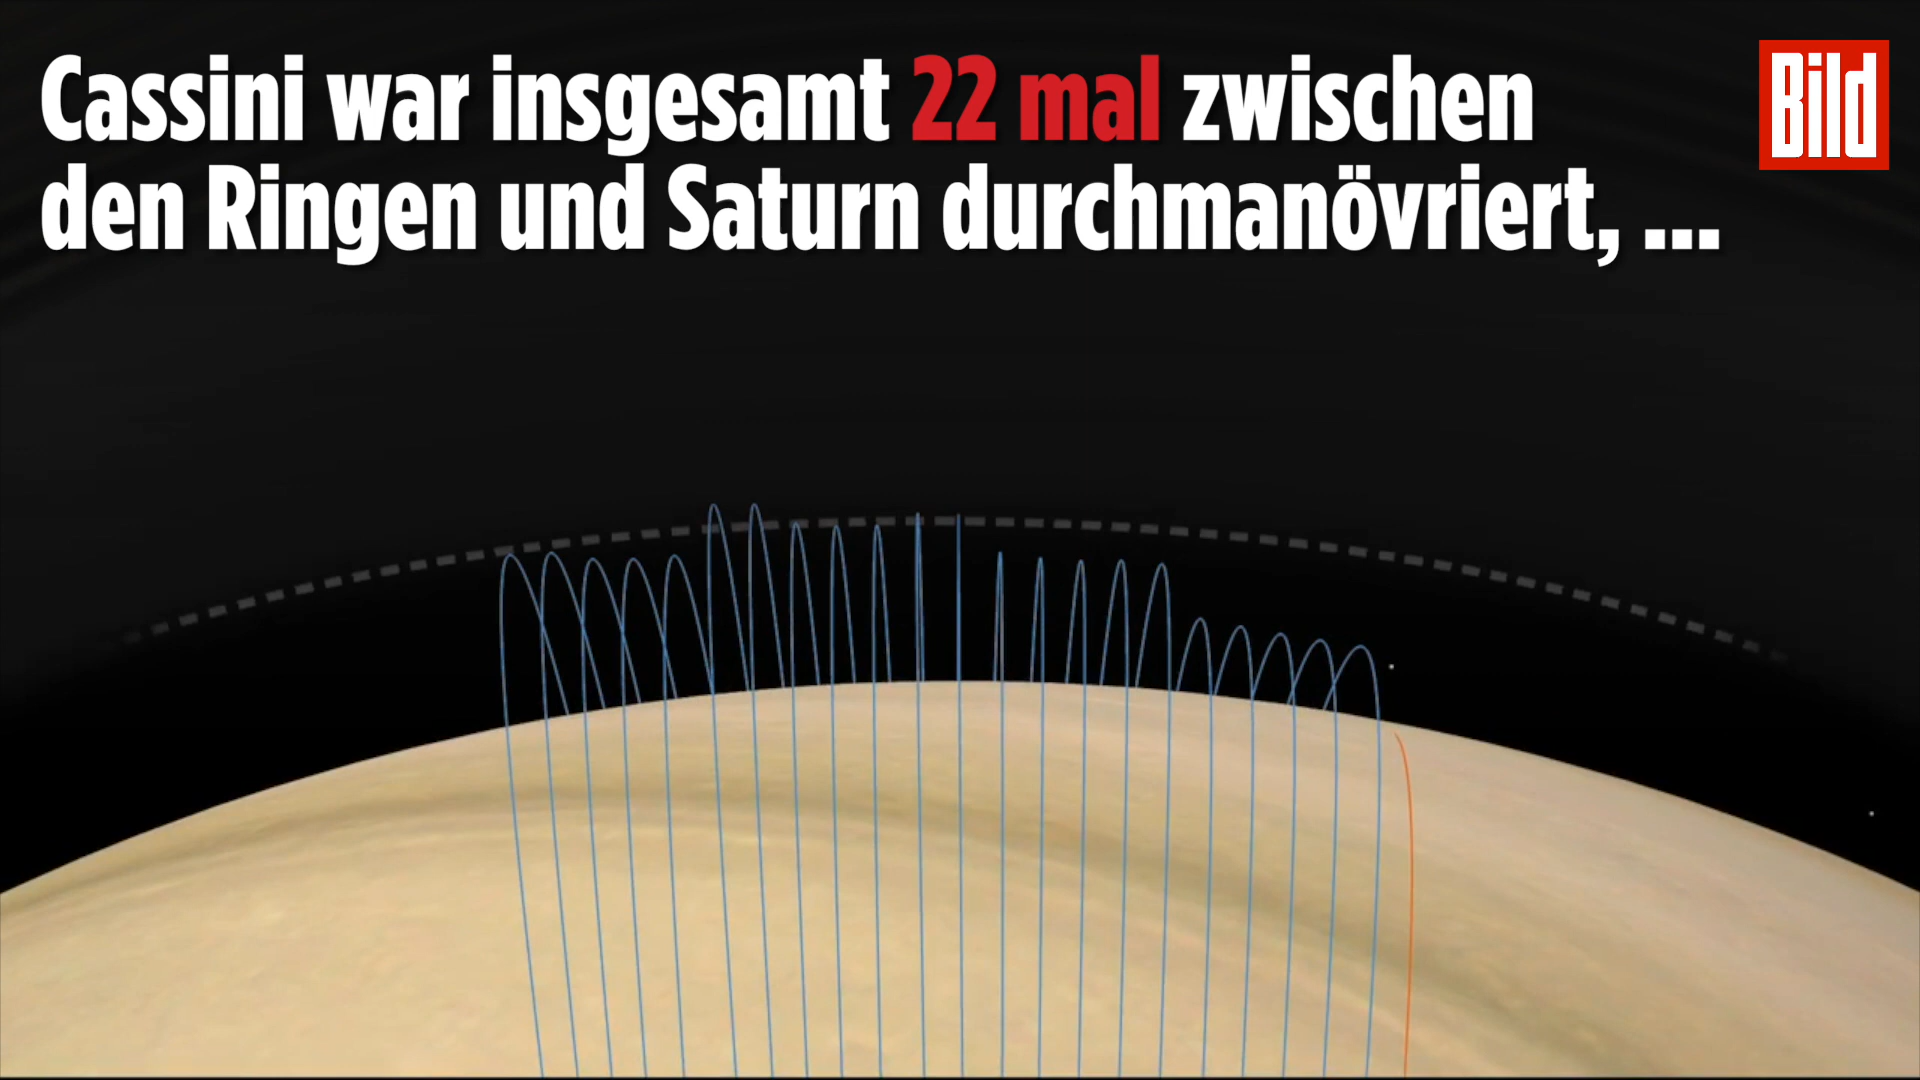 Cassini war insgesamt 22 mal zwischen
den Ringen und Saturn durchmanövriert, ...
Bild